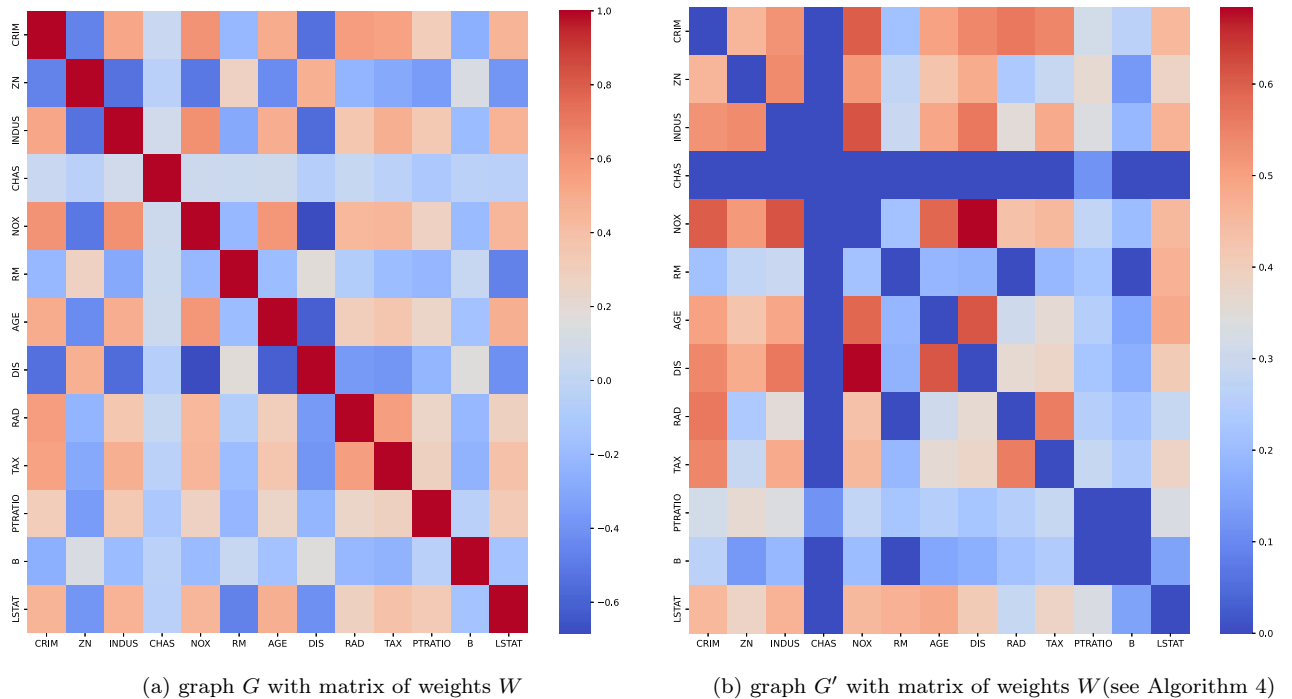 CRIM
ZN
INDUS
CHAS
NOX
RM
AGE
DIS
RAD
TAX
PTRATIO
B
LSTAT
CRIM ZN INDUS CHAS NOX RM AGE DIS RAD TAX PTRATIO B LSTAT
1.0
0.8
0.6
0.4
0.2
0.0
−0.2
−0.4
−0.6
(a) graph G with matrix of weights W
CRIM
ZN
INDUS
CHAS
NOX
RM
AGE
DIS
RAD
TAX
PTRATIO
B
LSTAT
CRIM ZN INDUS CHAS NOX RM AGE DIS RAD TAX PTRATIO B LSTAT
0.6
0.5
0.4
0.3
0.2
0.1
0.0
(b) graph G′ with matrix of weights W(see Algorithm 4)